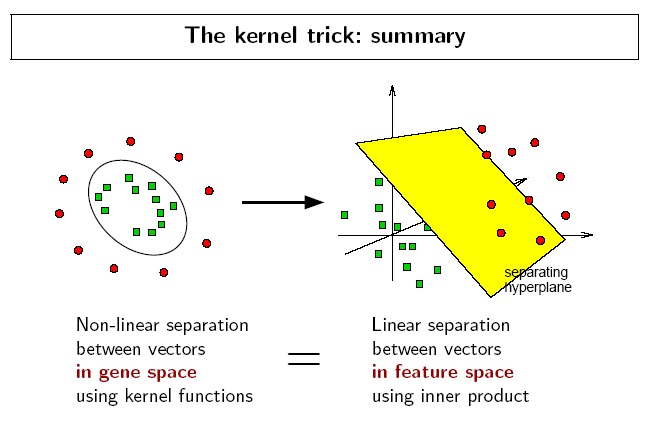 The kernel trick: summary
separating
hyperplane
Non-linear separation
between vectors
in gene space
using kernel functions
=
Linear separation
between vectors
in feature space
using inner product